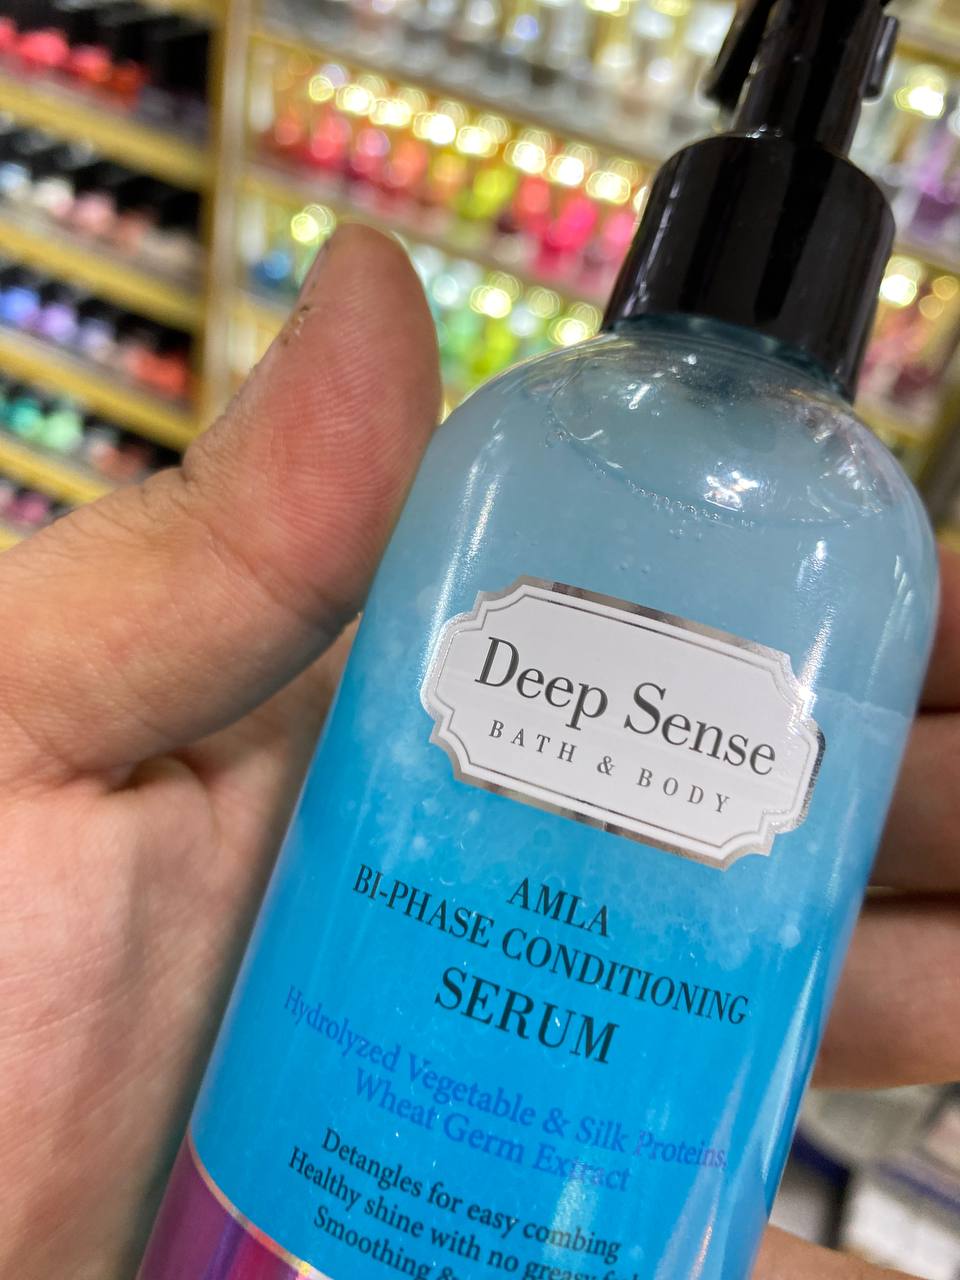 Deep Sense
BATH & BODY
AMLA
BI-PHASE CONDITIONING
SERUM
Hydrolyzed Vegetable & Silk Proteins,
Wheat Germ Extract
Detangles for easy combing
Healthy shine with no greasy
Smoothing &